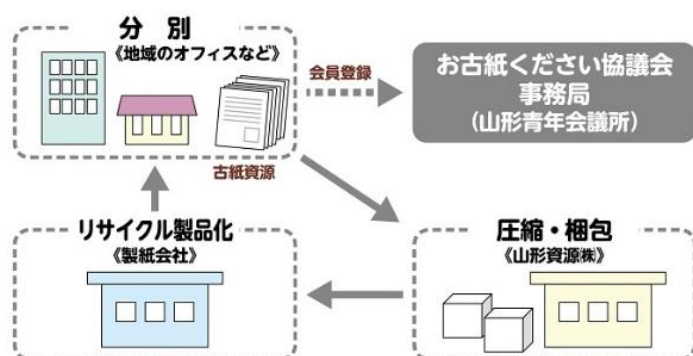 分 別
《地域のオフィスなど》
会員登録
お古紙ください協議会
事務局
（山形青年会議所）
古紙資源
リサイクル製品化
《製紙会社》
圧縮・梱包
《山形資源㈱》